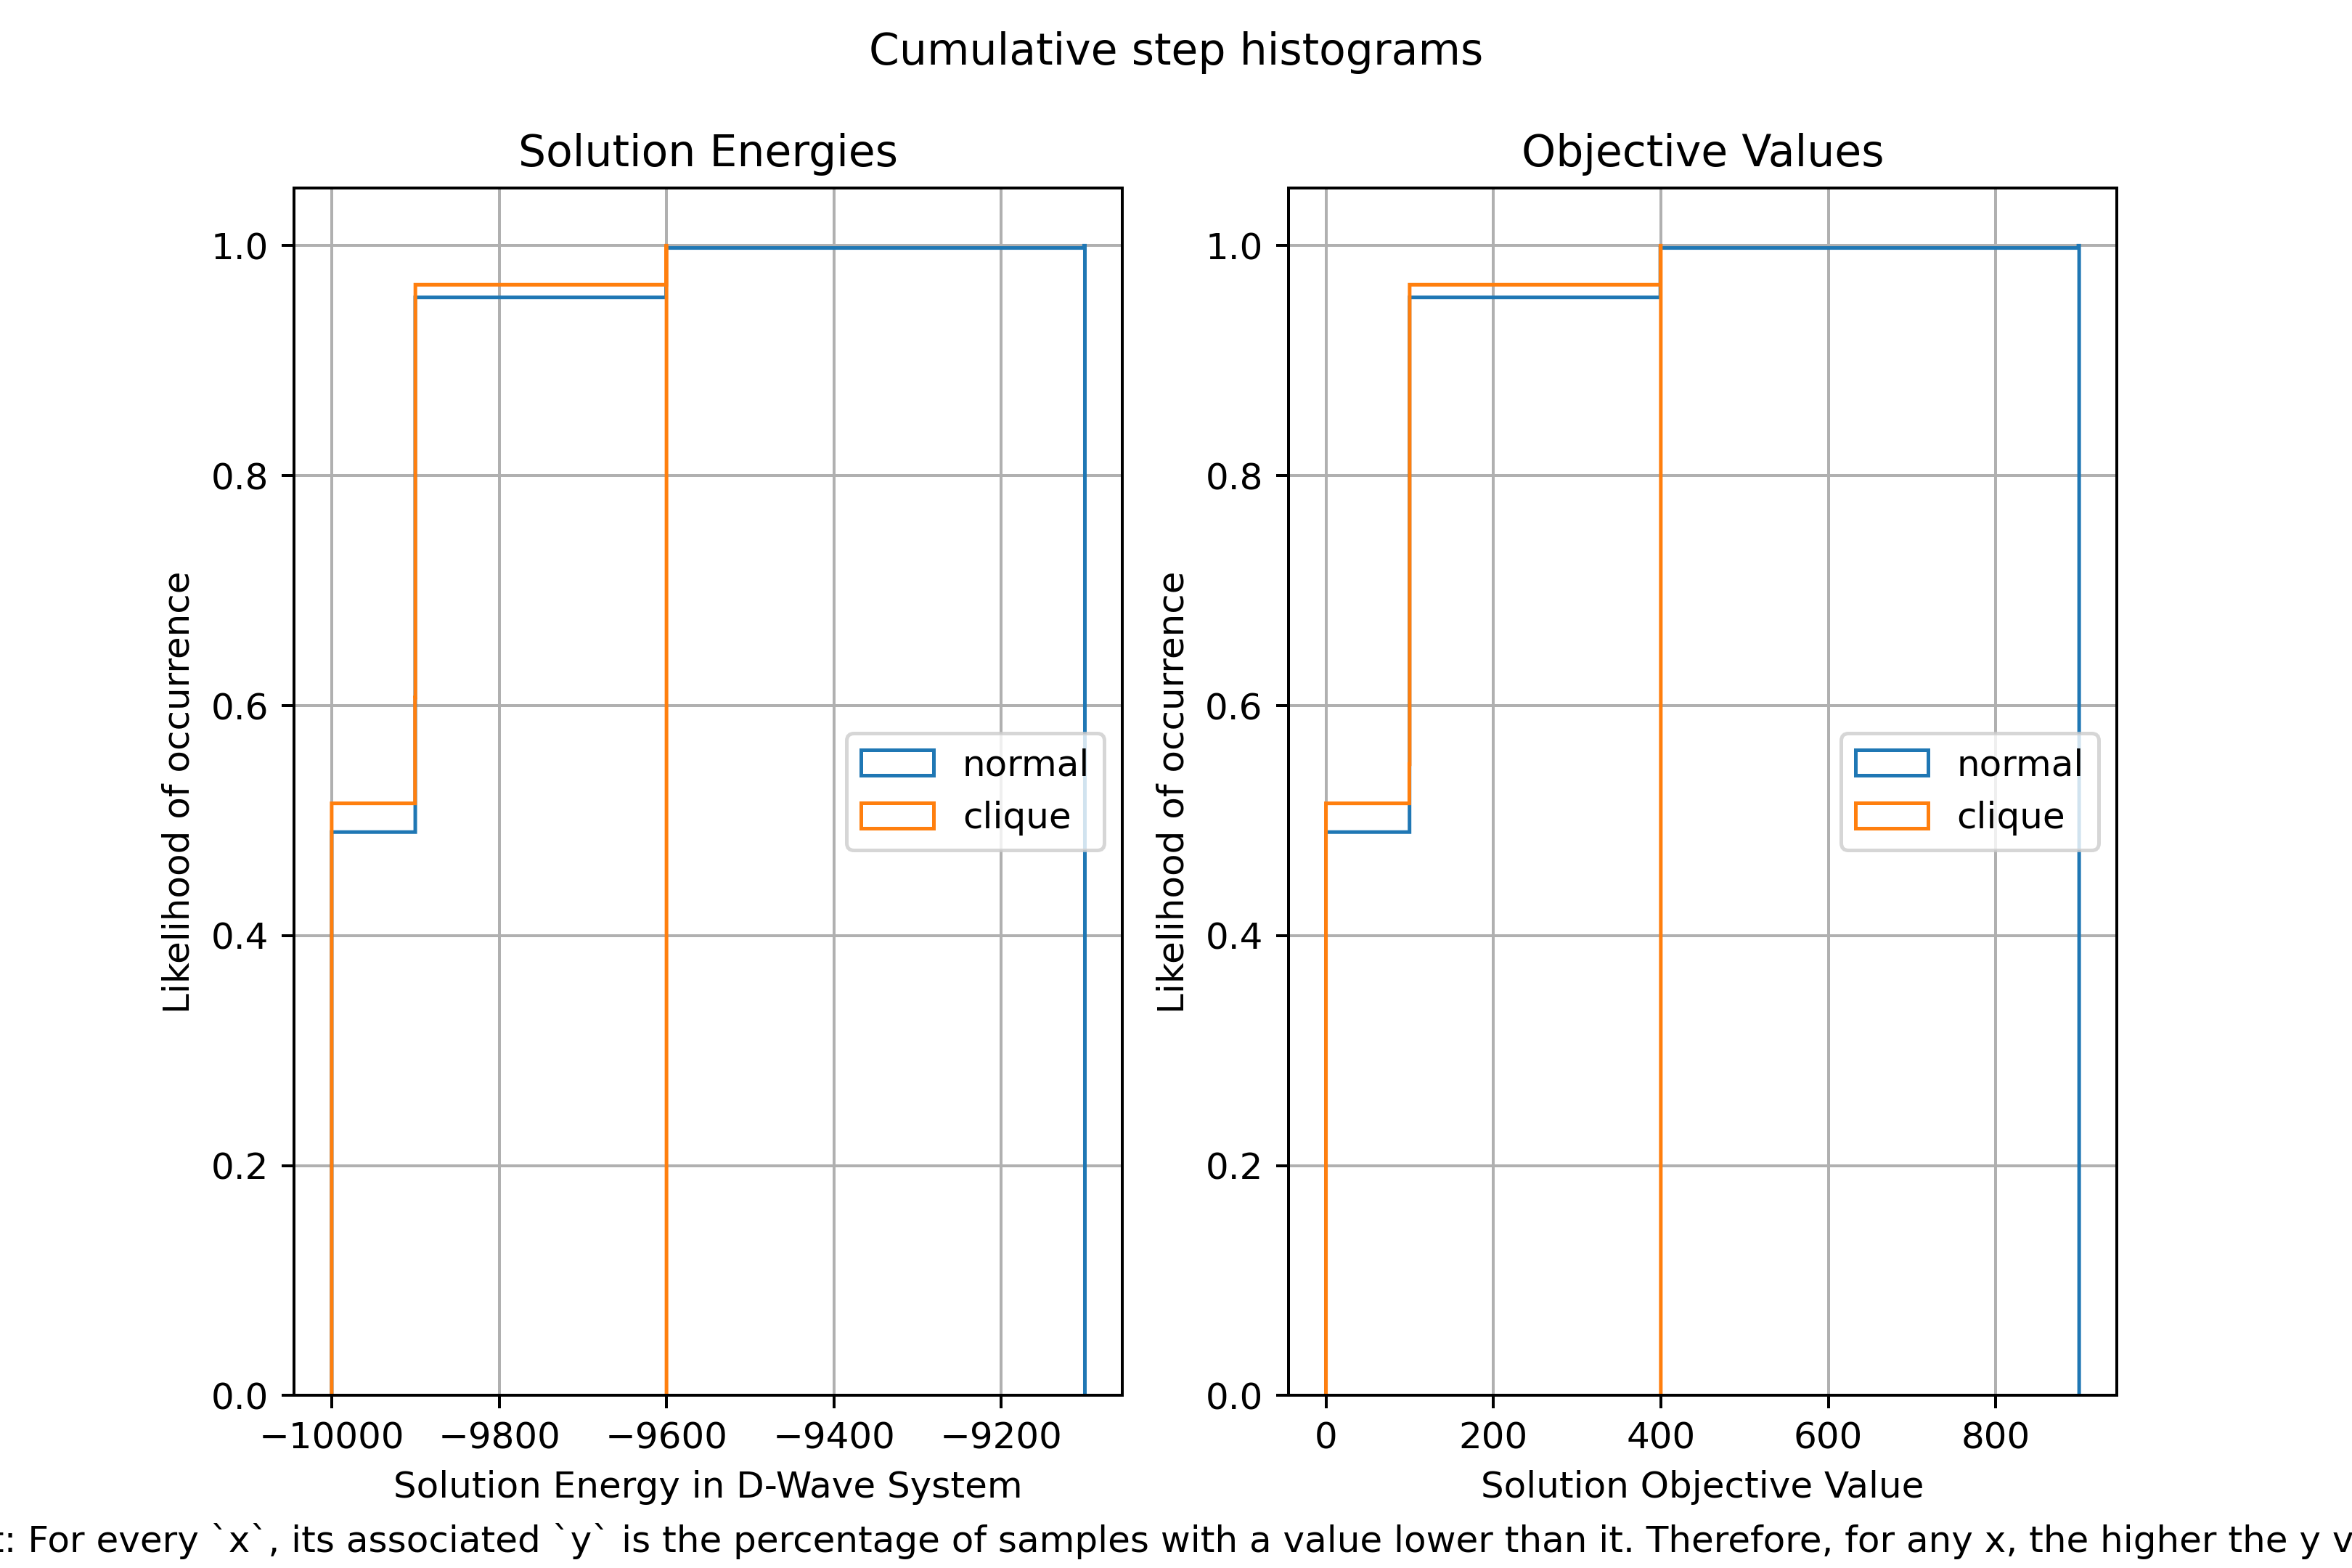 Cumulative step histograms
Solution Energies
Objective Values
Likelihood of occurrence
1.0
0.8
0.6
0.4
0.2
0.0
normal
clique
−10000 −9800 −9600 −9400 −9200
Solution Energy in D-Wave System
Likelihood of occurrence
1.0
0.8
0.6
0.4
0.2
0.0
normal
clique
0 200 400 600 800
Solution Objective Value
: For every `x`, its associated `y` is the percentage of samples with a value lower than it. Therefore, for any x, the higher the y